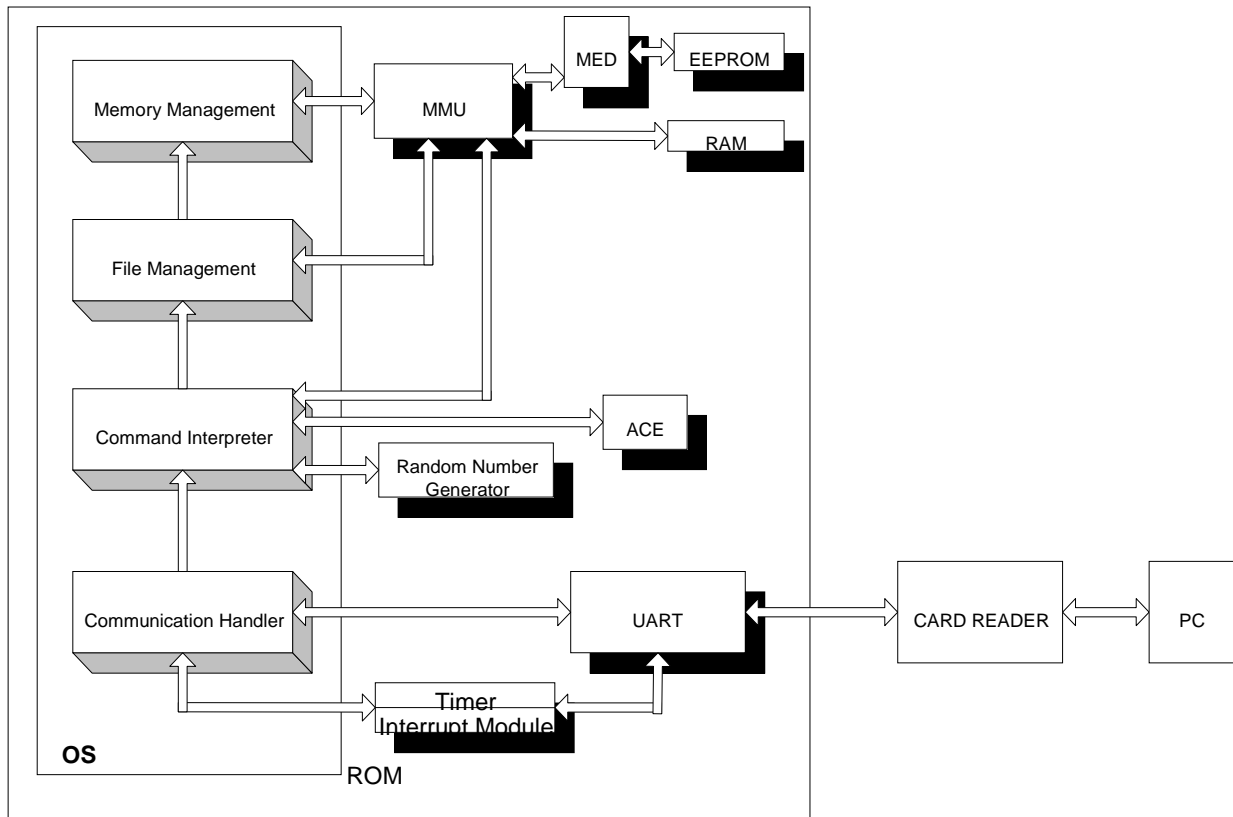 MED
EEPROM
Memory Management
MMU
RAM
File Management
Command Interpreter
ACE
Random Number
Generator
Communication Handler
UART
CARD READER
PC
Timer
Interrupt Module
OS
ROM